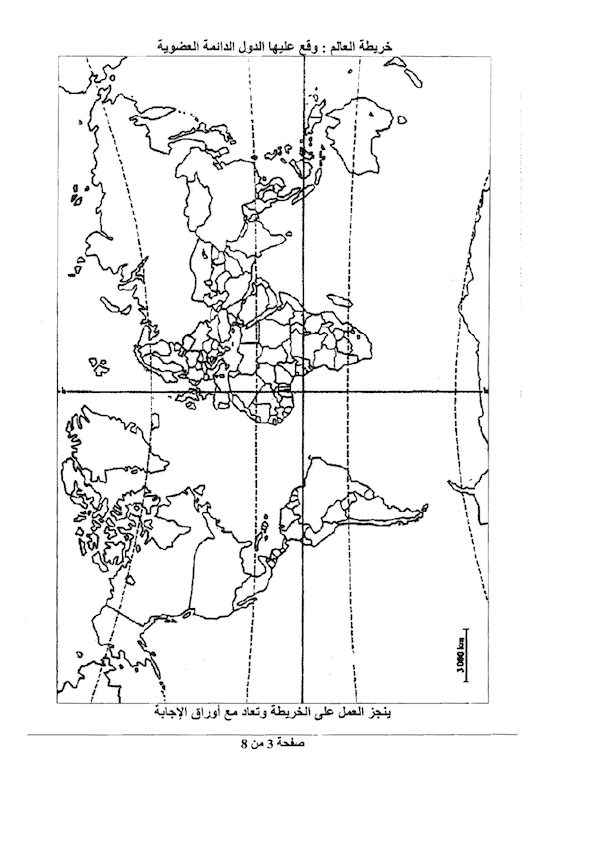 خريطة العالم : وقع عليها الدول الدائمة العضوية
3000 km
ينجز العمل على الخريطة وتعاد مع أوراق الإجابة
صفحة 3 من 8